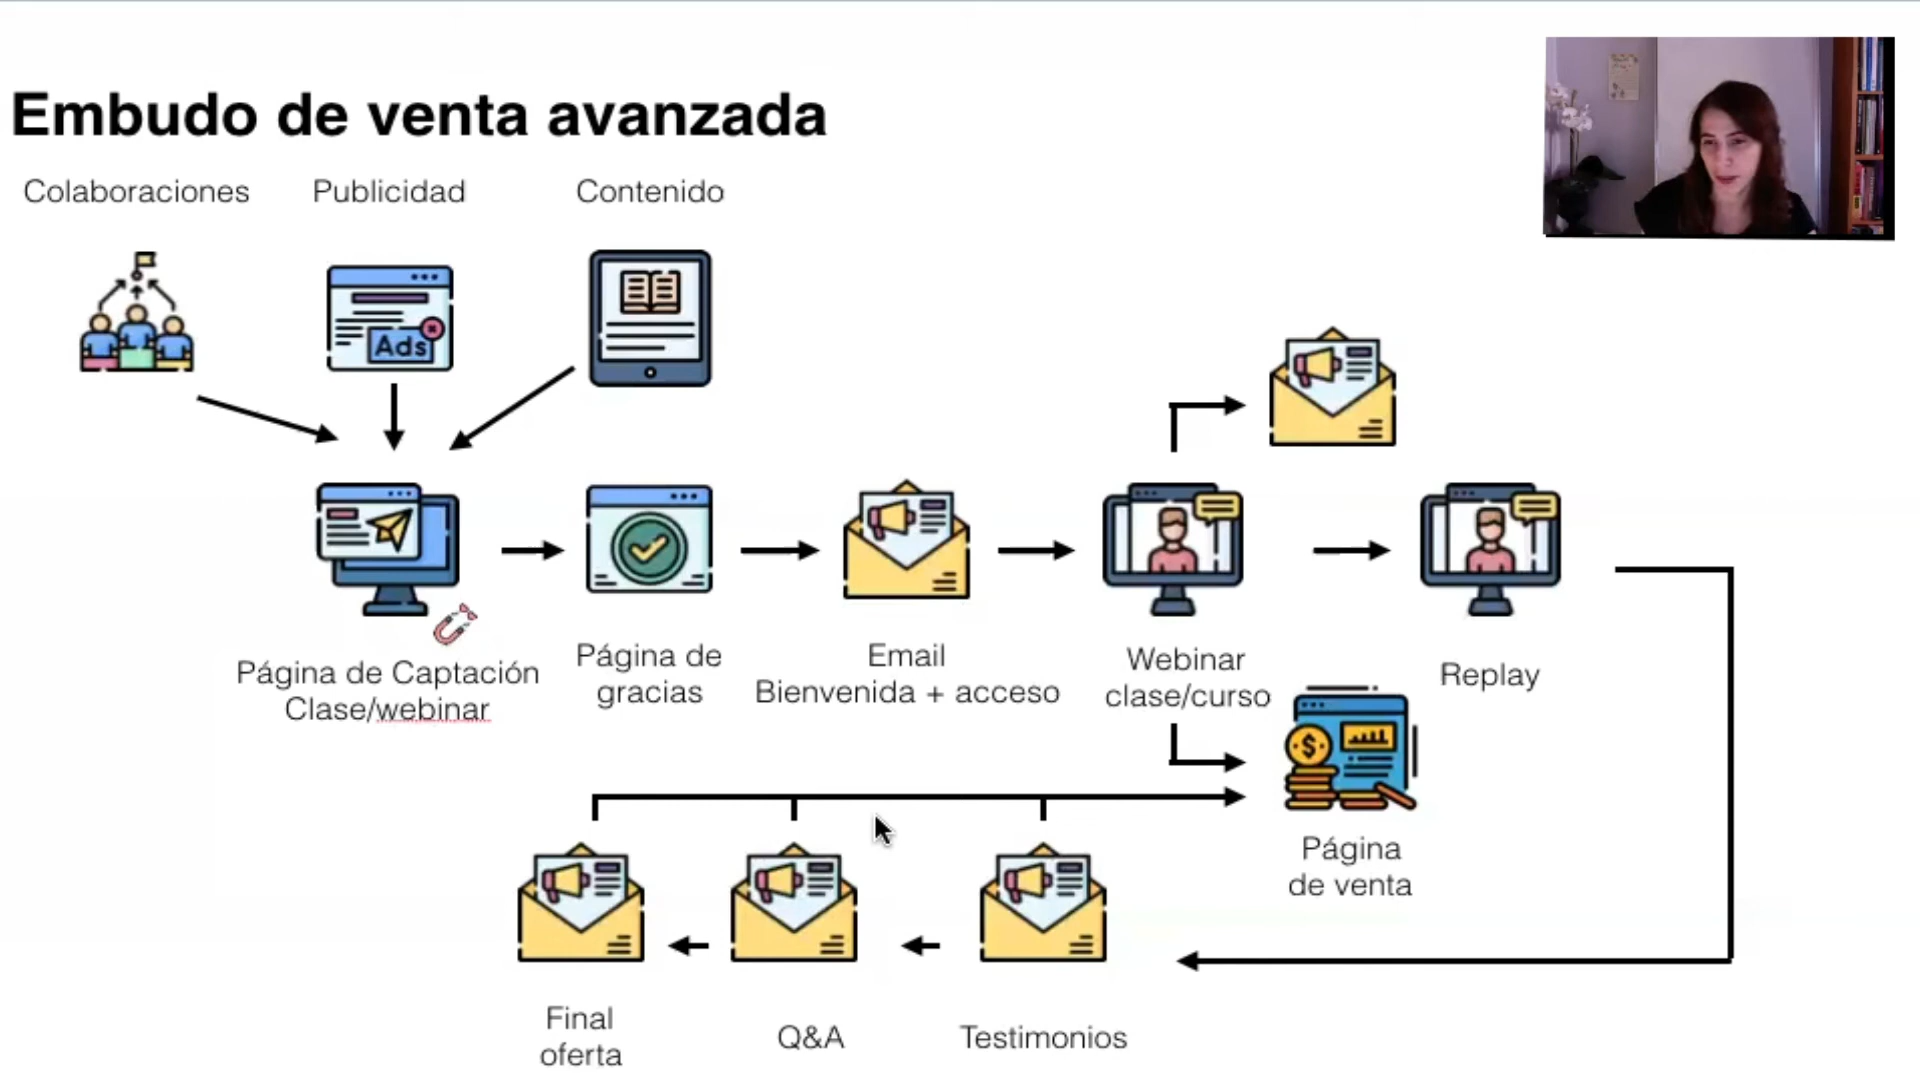 Embudo de venta avanzada
Colaboraciones
Publicidad
Contenido
Ads
Página de Captación
Clase/webinar
Página de
gracias
Email
Bienvenida + acceso
Webinar
clase/curso
Replay
$
Página
de venta
Final
oferta
Q&A
Testimonios